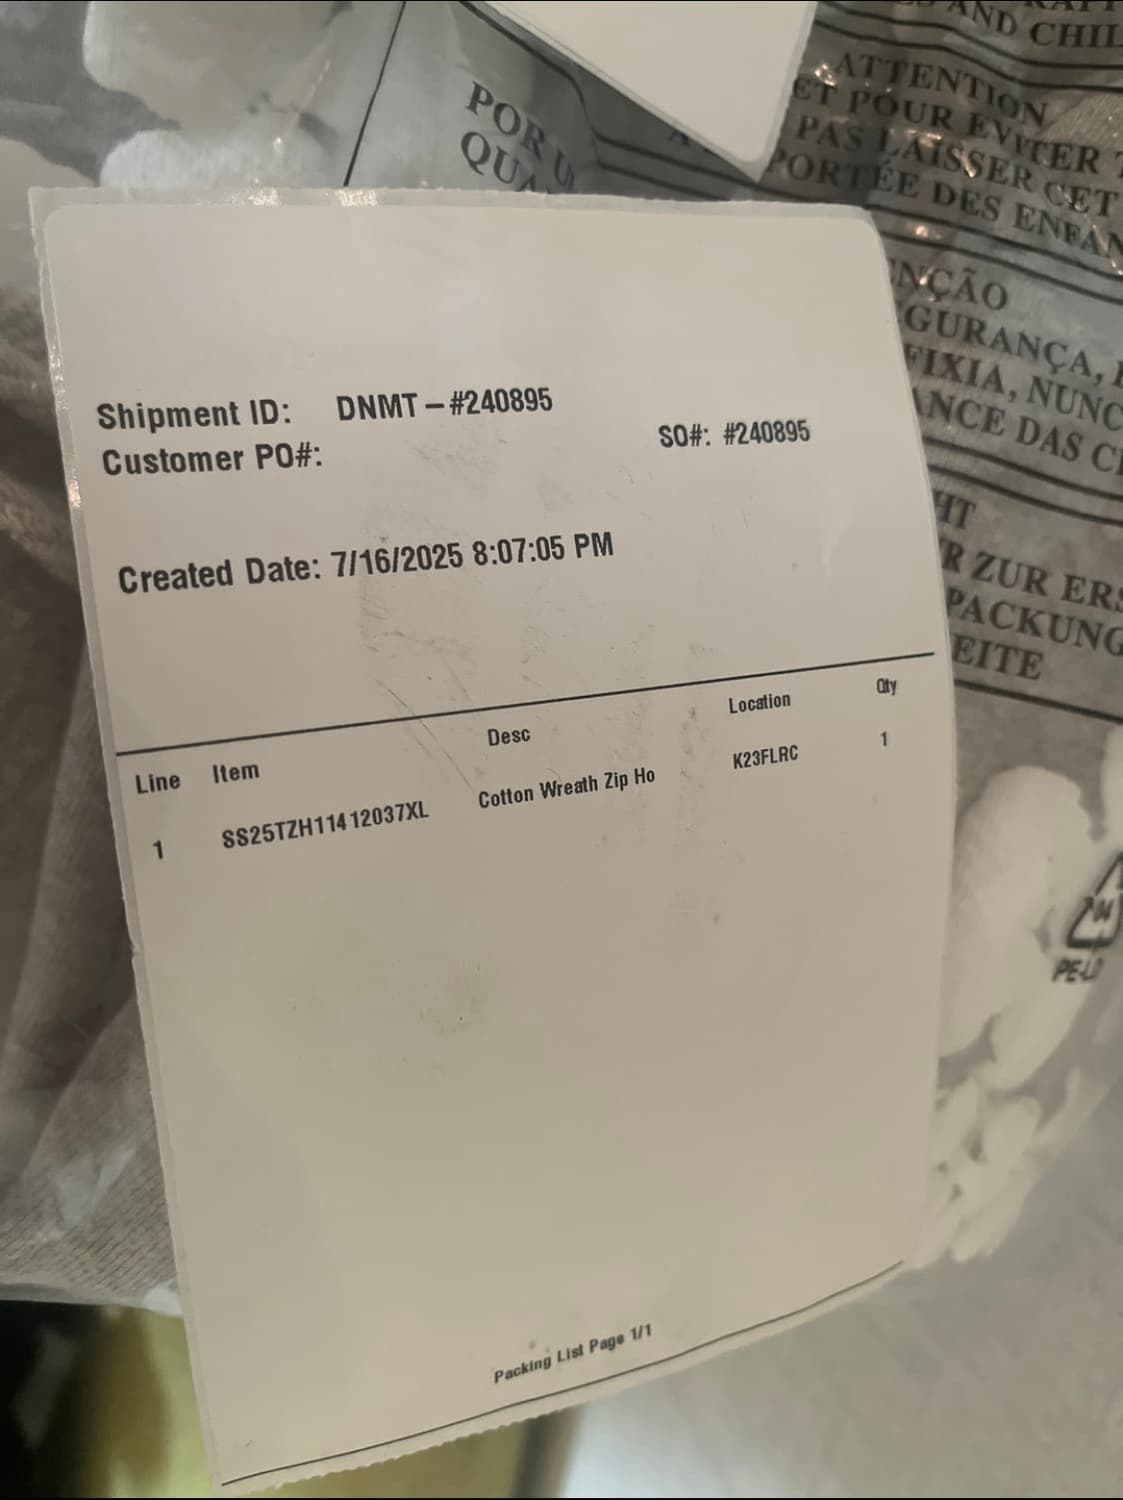 AND CHIL
ATTENTION
ET POUR ÉVITER
PAS LAISSER CET
PORTÉE DES ENFAN
POR U
QUA
NÇÃO
GURANÇA,
FIXIA, NUNC
NCE DAS C
HT
R ZUR ERS
PACKUNG
EITE
Shipment ID: DNMT – #240895
Customer PO#: SO#: #240895
Created Date: 7/16/2025 8:07:05 PM
Line Item Desc Location Qty
1 SS25TZH11412037XL Cotton Wreath Zip Ho K23FLRC 1
Packing List Page 1/1
04
PE-LD